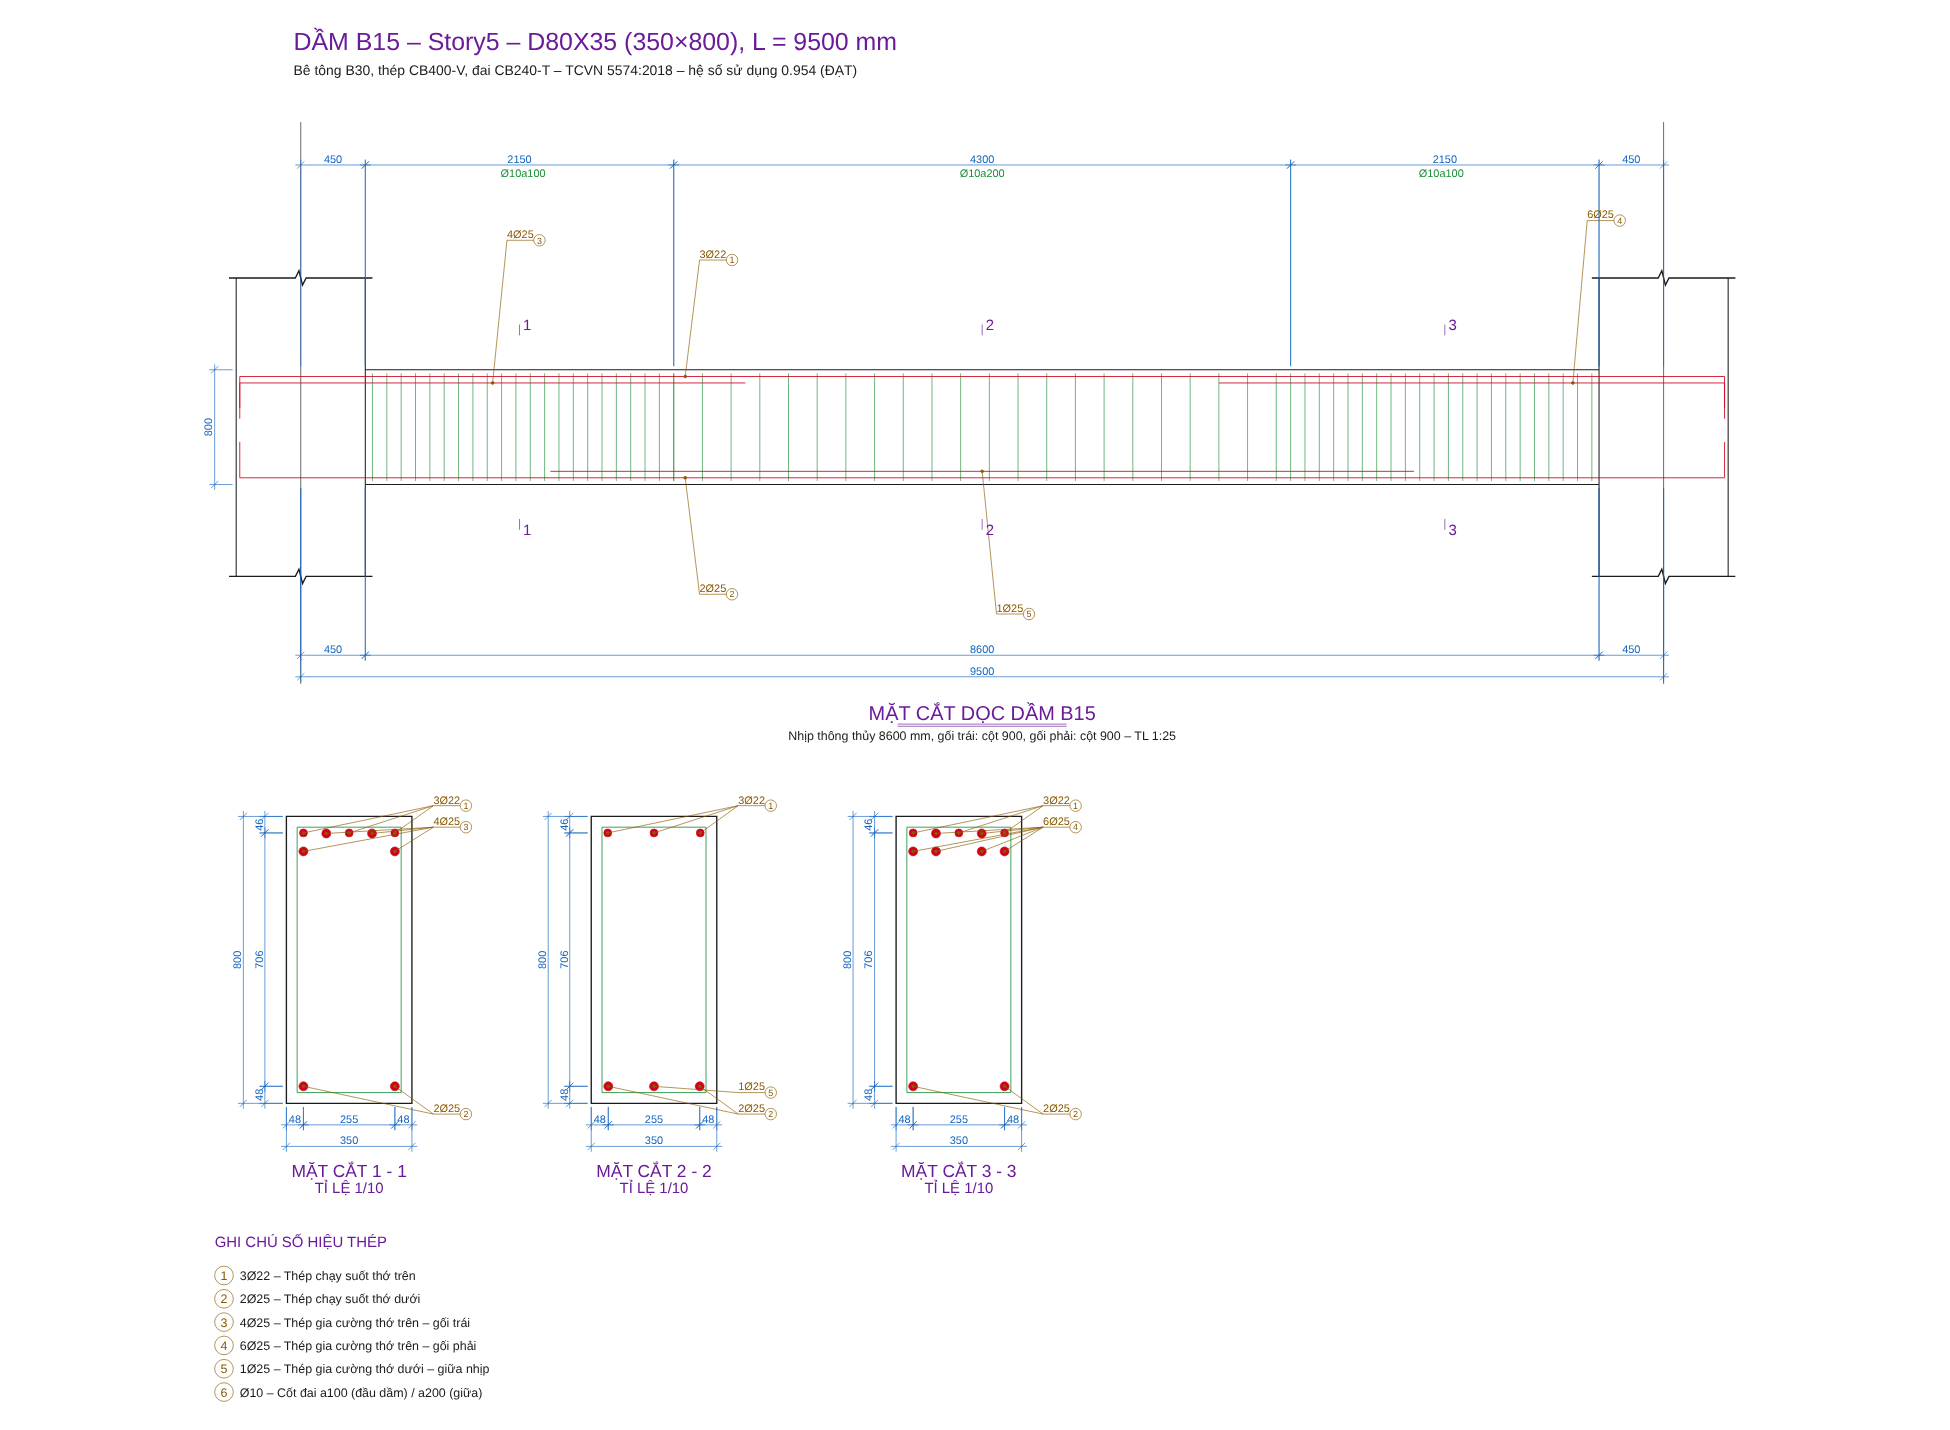 DẦM B15 – Story5 – D80X35 (350×800), L = 9500 mm
Bê tông B30, thép CB400-V, đai CB240-T – TCVN 5574:2018 – hệ số sử dụng 0.954 (ĐẠT)
450 2150 4300 2150 450
Ø10a100 Ø10a200 Ø10a100
6Ø25 4
4Ø25 3
3Ø22 1
1 2 3
800
1 2 3
2Ø25 2
1Ø25 5
450 8600 450
9500
MẶT CẮT DỌC DẦM B15
Nhịp thông thủy 8600 mm, gối trái: cột 900, gối phải: cột 900 – TL 1:25
3Ø22 1
4Ø25 3
46
800 706
48
2Ø25 2
48 255 48
350
MẶT CẮT 1 - 1
TỈ LỆ 1/10
3Ø22 1
46
800 706
48
1Ø25 5
2Ø25 2
48 255 48
350
MẶT CẮT 2 - 2
TỈ LỆ 1/10
3Ø22 1
6Ø25 4
46
800 706
48
2Ø25 2
48 255 48
350
MẶT CẮT 3 - 3
TỈ LỆ 1/10
GHI CHÚ SỐ HIỆU THÉP
1 3Ø22 – Thép chạy suốt thớ trên
2 2Ø25 – Thép chạy suốt thớ dưới
3 4Ø25 – Thép gia cường thớ trên – gối trái
4 6Ø25 – Thép gia cường thớ trên – gối phải
5 1Ø25 – Thép gia cường thớ dưới – giữa nhịp
6 Ø10 – Cốt đai a100 (đầu dầm) / a200 (giữa)